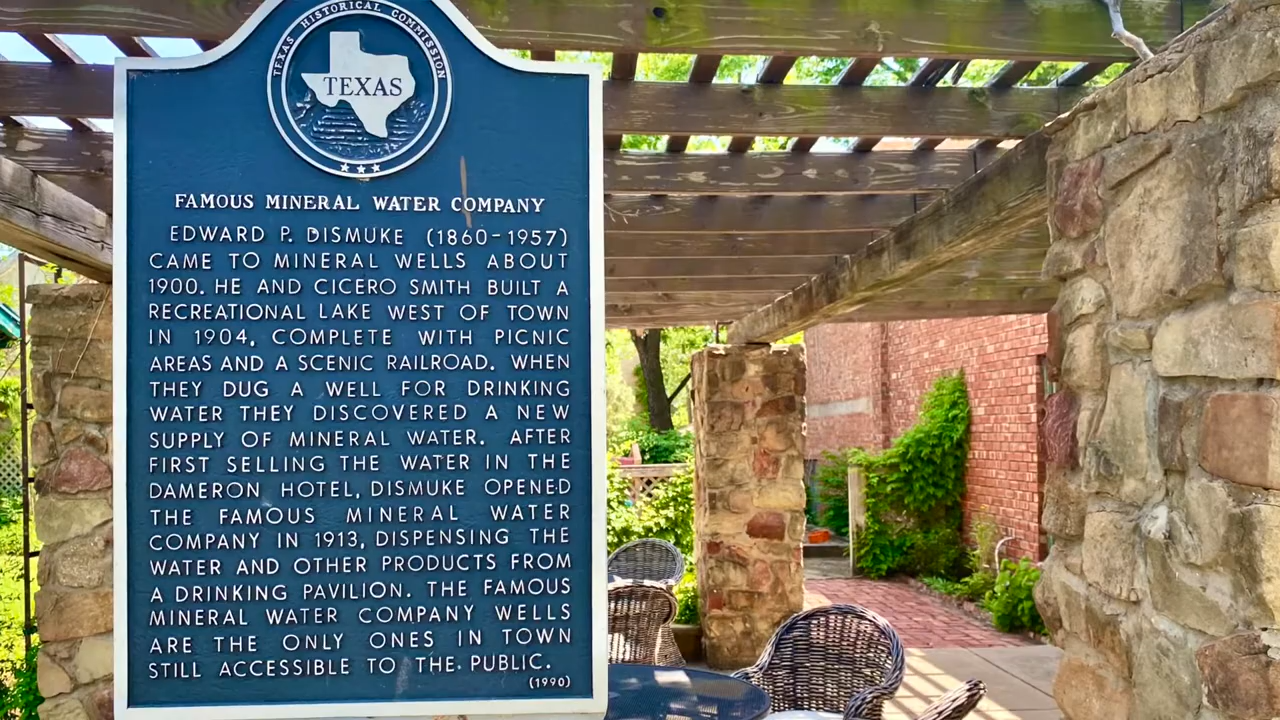 TEXAS HISTORICAL COMMISSION
TEXAS
FAMOUS MINERAL WATER COMPANY
EDWARD P. DISMUKE (1860-1957)
CAME TO MINERAL WELLS ABOUT
1900. HE AND CICERO SMITH BUILT A
RECREATIONAL LAKE WEST OF TOWN
IN 1904, COMPLETE WITH PICNIC
AREAS AND A SCENIC RAILROAD. WHEN
THEY DUG A WELL FOR DRINKING
WATER THEY DISCOVERED A NEW
SUPPLY OF MINERAL WATER. AFTER
FIRST SELLING THE WATER IN THE
DAMERON HOTEL, DISMUKE OPENED
THE FAMOUS MINERAL WATER
COMPANY IN 1913, DISPENSING THE
WATER AND OTHER PRODUCTS FROM
A DRINKING PAVILION. THE FAMOUS
MINERAL WATER COMPANY WELLS
ARE THE ONLY ONES IN TOWN
STILL ACCESSIBLE TO THE PUBLIC.
(1990)